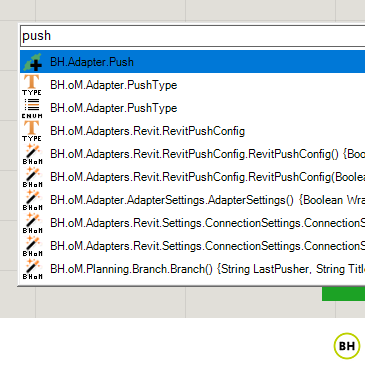 push
BH.Adapter.Push
TYPE BH.oM.Adapter.PushType
ENUM BH.oM.Adapter.PushType
TYPE BH.oM.Adapters.Revit.RevitPushConfig
BHoM BH.oM.Adapters.Revit.RevitPushConfig.RevitPushConfig() {Boo
BHoM BH.oM.Adapters.Revit.RevitPushConfig.RevitPushConfig(Boolea
BHoM BH.oM.Adapter.AdapterSettings.AdapterSettings() {Boolean Wra
BHoM BH.oM.Adapters.Revit.Settings.ConnectionSettings.ConnectionS
BHoM BH.oM.Adapters.Revit.Settings.ConnectionSettings.ConnectionS
BHoM BH.oM.Planning.Branch.Branch() {String LastPusher, String Titl
BH